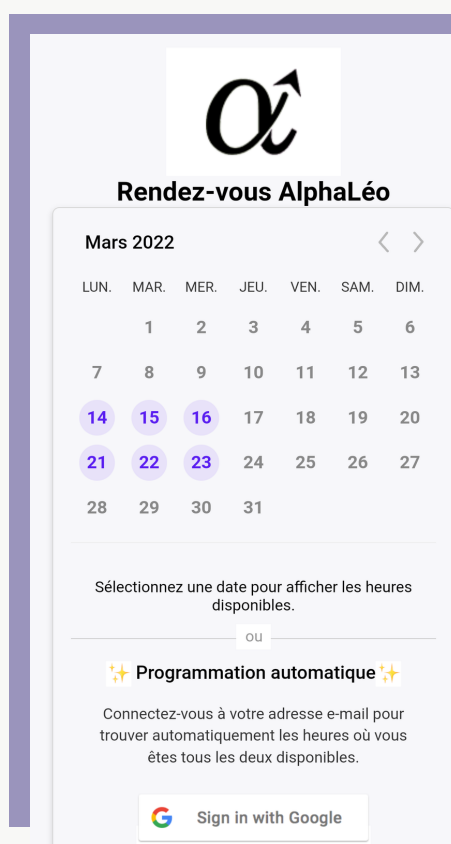 α
Rendez-vous AlphaLéo
Mars 2022
LUN. MAR. MER. JEU. VEN. SAM. DIM.
1 2 3 4 5 6
7 8 9 10 11 12 13
14 15 16 17 18 19 20
21 22 23 24 25 26 27
28 29 30 31
Sélectionnez une date pour afficher les heures
disponibles.
ou
✨ Programmation automatique ✨
Connectez-vous à votre adresse e-mail pour
trouver automatiquement les heures où vous
êtes tous les deux disponibles.
Sign in with Google